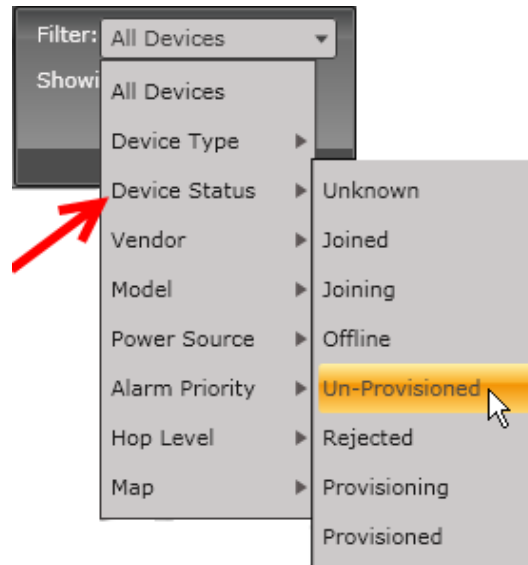 Filter: All Devices
Showi
All Devices
Device Type
Device Status
Vendor
Model
Power Source
Alarm Priority
Hop Level
Map
Unknown
Joined
Joining
Offline
Un-Provisioned
Rejected
Provisioning
Provisioned